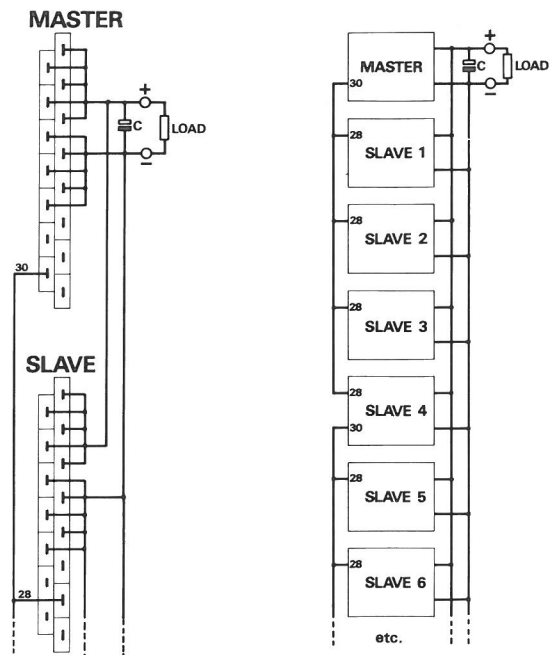 MASTER
+
C
LOAD
−
30
SLAVE
28
MASTER
30
+
C
LOAD
−
28
SLAVE 1
28
SLAVE 2
28
SLAVE 3
28
SLAVE 4
30
28
SLAVE 5
28
SLAVE 6
etc.